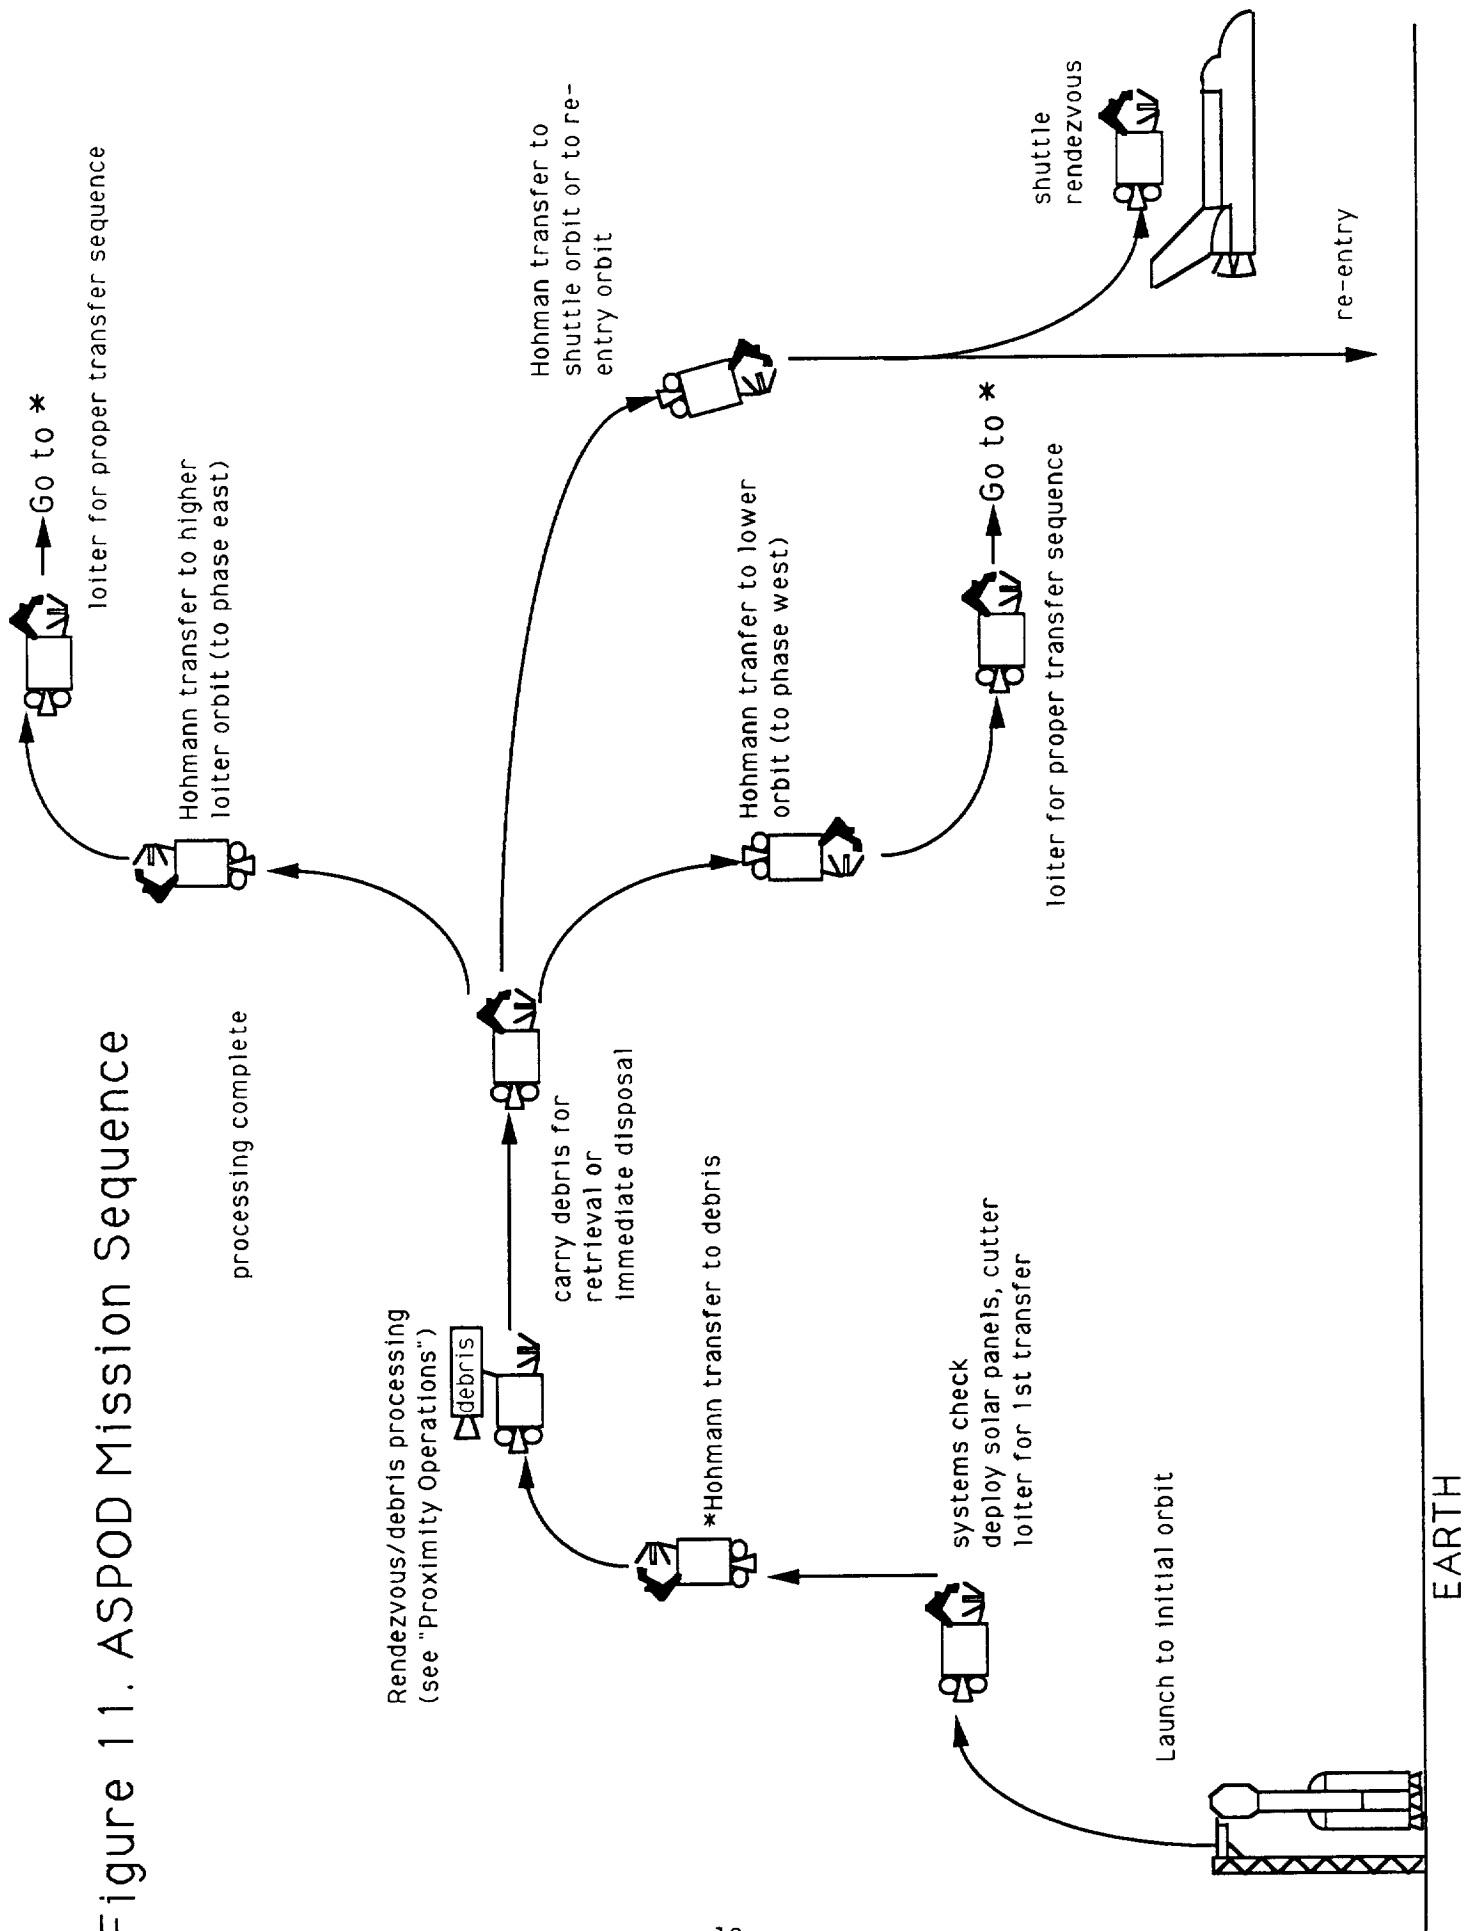 Figure 11. ASPOD Mission Sequence
loiter for proper transfer sequence
Go to *
Hohmann transfer to higher
loiter orbit (to phase east)
processing complete
Rendezvous/debris processing
(see "Proximity Operations")
debris
carry debris for
retrieval or
immediate disposal
Hohman transfer to
shuttle orbit or to re-
entry orbit
*Hohmann transfer to debris
Hohmann tranfer to lower
orbit (to phase west)
Go to *
loiter for proper transfer sequence
systems check
deploy solar panels, cutter
loiter for 1st transfer
shuttle
rendezvous
Launch to initial orbit
re-entry
EARTH